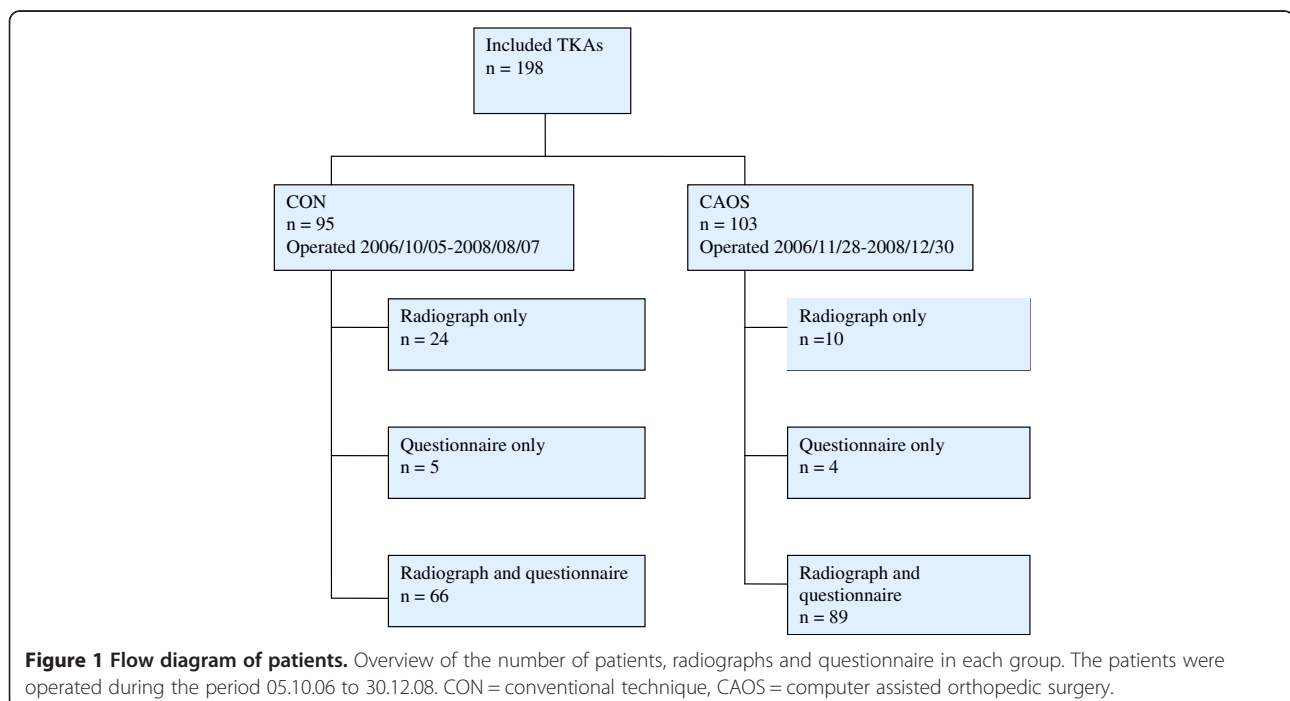 Included TKAs
n = 198
CON
n = 95
Operated 2006/10/05-2008/08/07
CAOS
n = 103
Operated 2006/11/28-2008/12/30
Radiograph only
n = 24
Radiograph only
n =10
Questionnaire only
n = 5
Questionnaire only
n = 4
Radiograph and questionnaire
n = 66
Radiograph and
questionnaire
n = 89
Figure 1 Flow diagram of patients. Overview of the number of patients, radiographs and questionnaire in each group. The patients were
operated during the period 05.10.06 to 30.12.08. CON = conventional technique, CAOS = computer assisted orthopedic surgery.